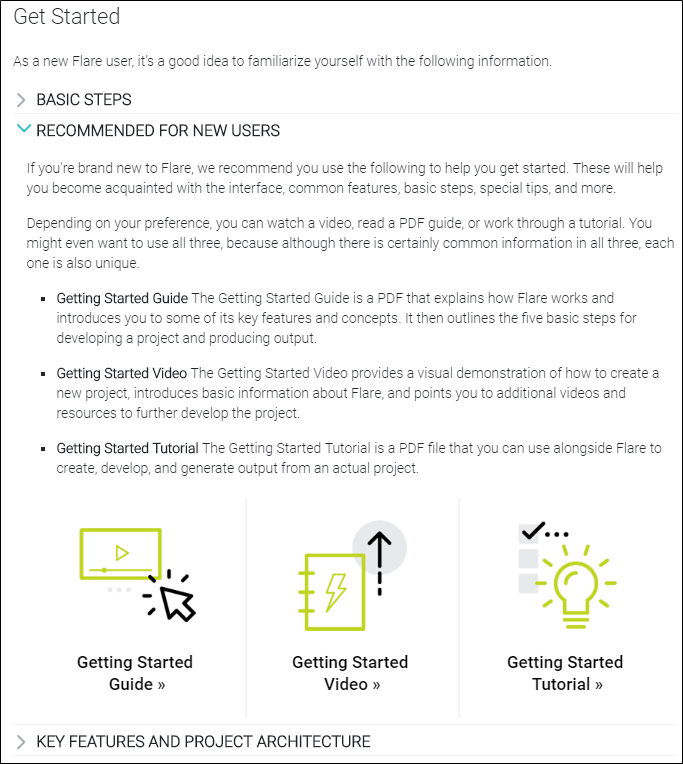 Get Started
As a new Flare user, it's a good idea to familiarize yourself with the following information.
BASIC STEPS
RECOMMENDED FOR NEW USERS
If you're brand new to Flare, we recommend you use the following to help you get started. These will help
you become acquainted with the interface, common features, basic steps, special tips, and more.
Depending on your preference, you can watch a video, read a PDF guide, or work through a tutorial. You
might even want to use all three, because although there is certainly common information in all three, each
one is also unique.
▪ Getting Started Guide The Getting Started Guide is a PDF that explains how Flare works and
introduces you to some of its key features and concepts. It then outlines the five basic steps for
developing a project and producing output.
▪ Getting Started Video The Getting Started Video provides a visual demonstration of how to create a
new project, introduces basic information about Flare, and points you to additional videos and
resources to further develop the project.
▪ Getting Started Tutorial The Getting Started Tutorial is a PDF file that you can use alongside Flare to
create, develop, and generate output from an actual project.
Getting Started
Guide »
Getting Started
Video »
Getting Started
Tutorial »
KEY FEATURES AND PROJECT ARCHITECTURE